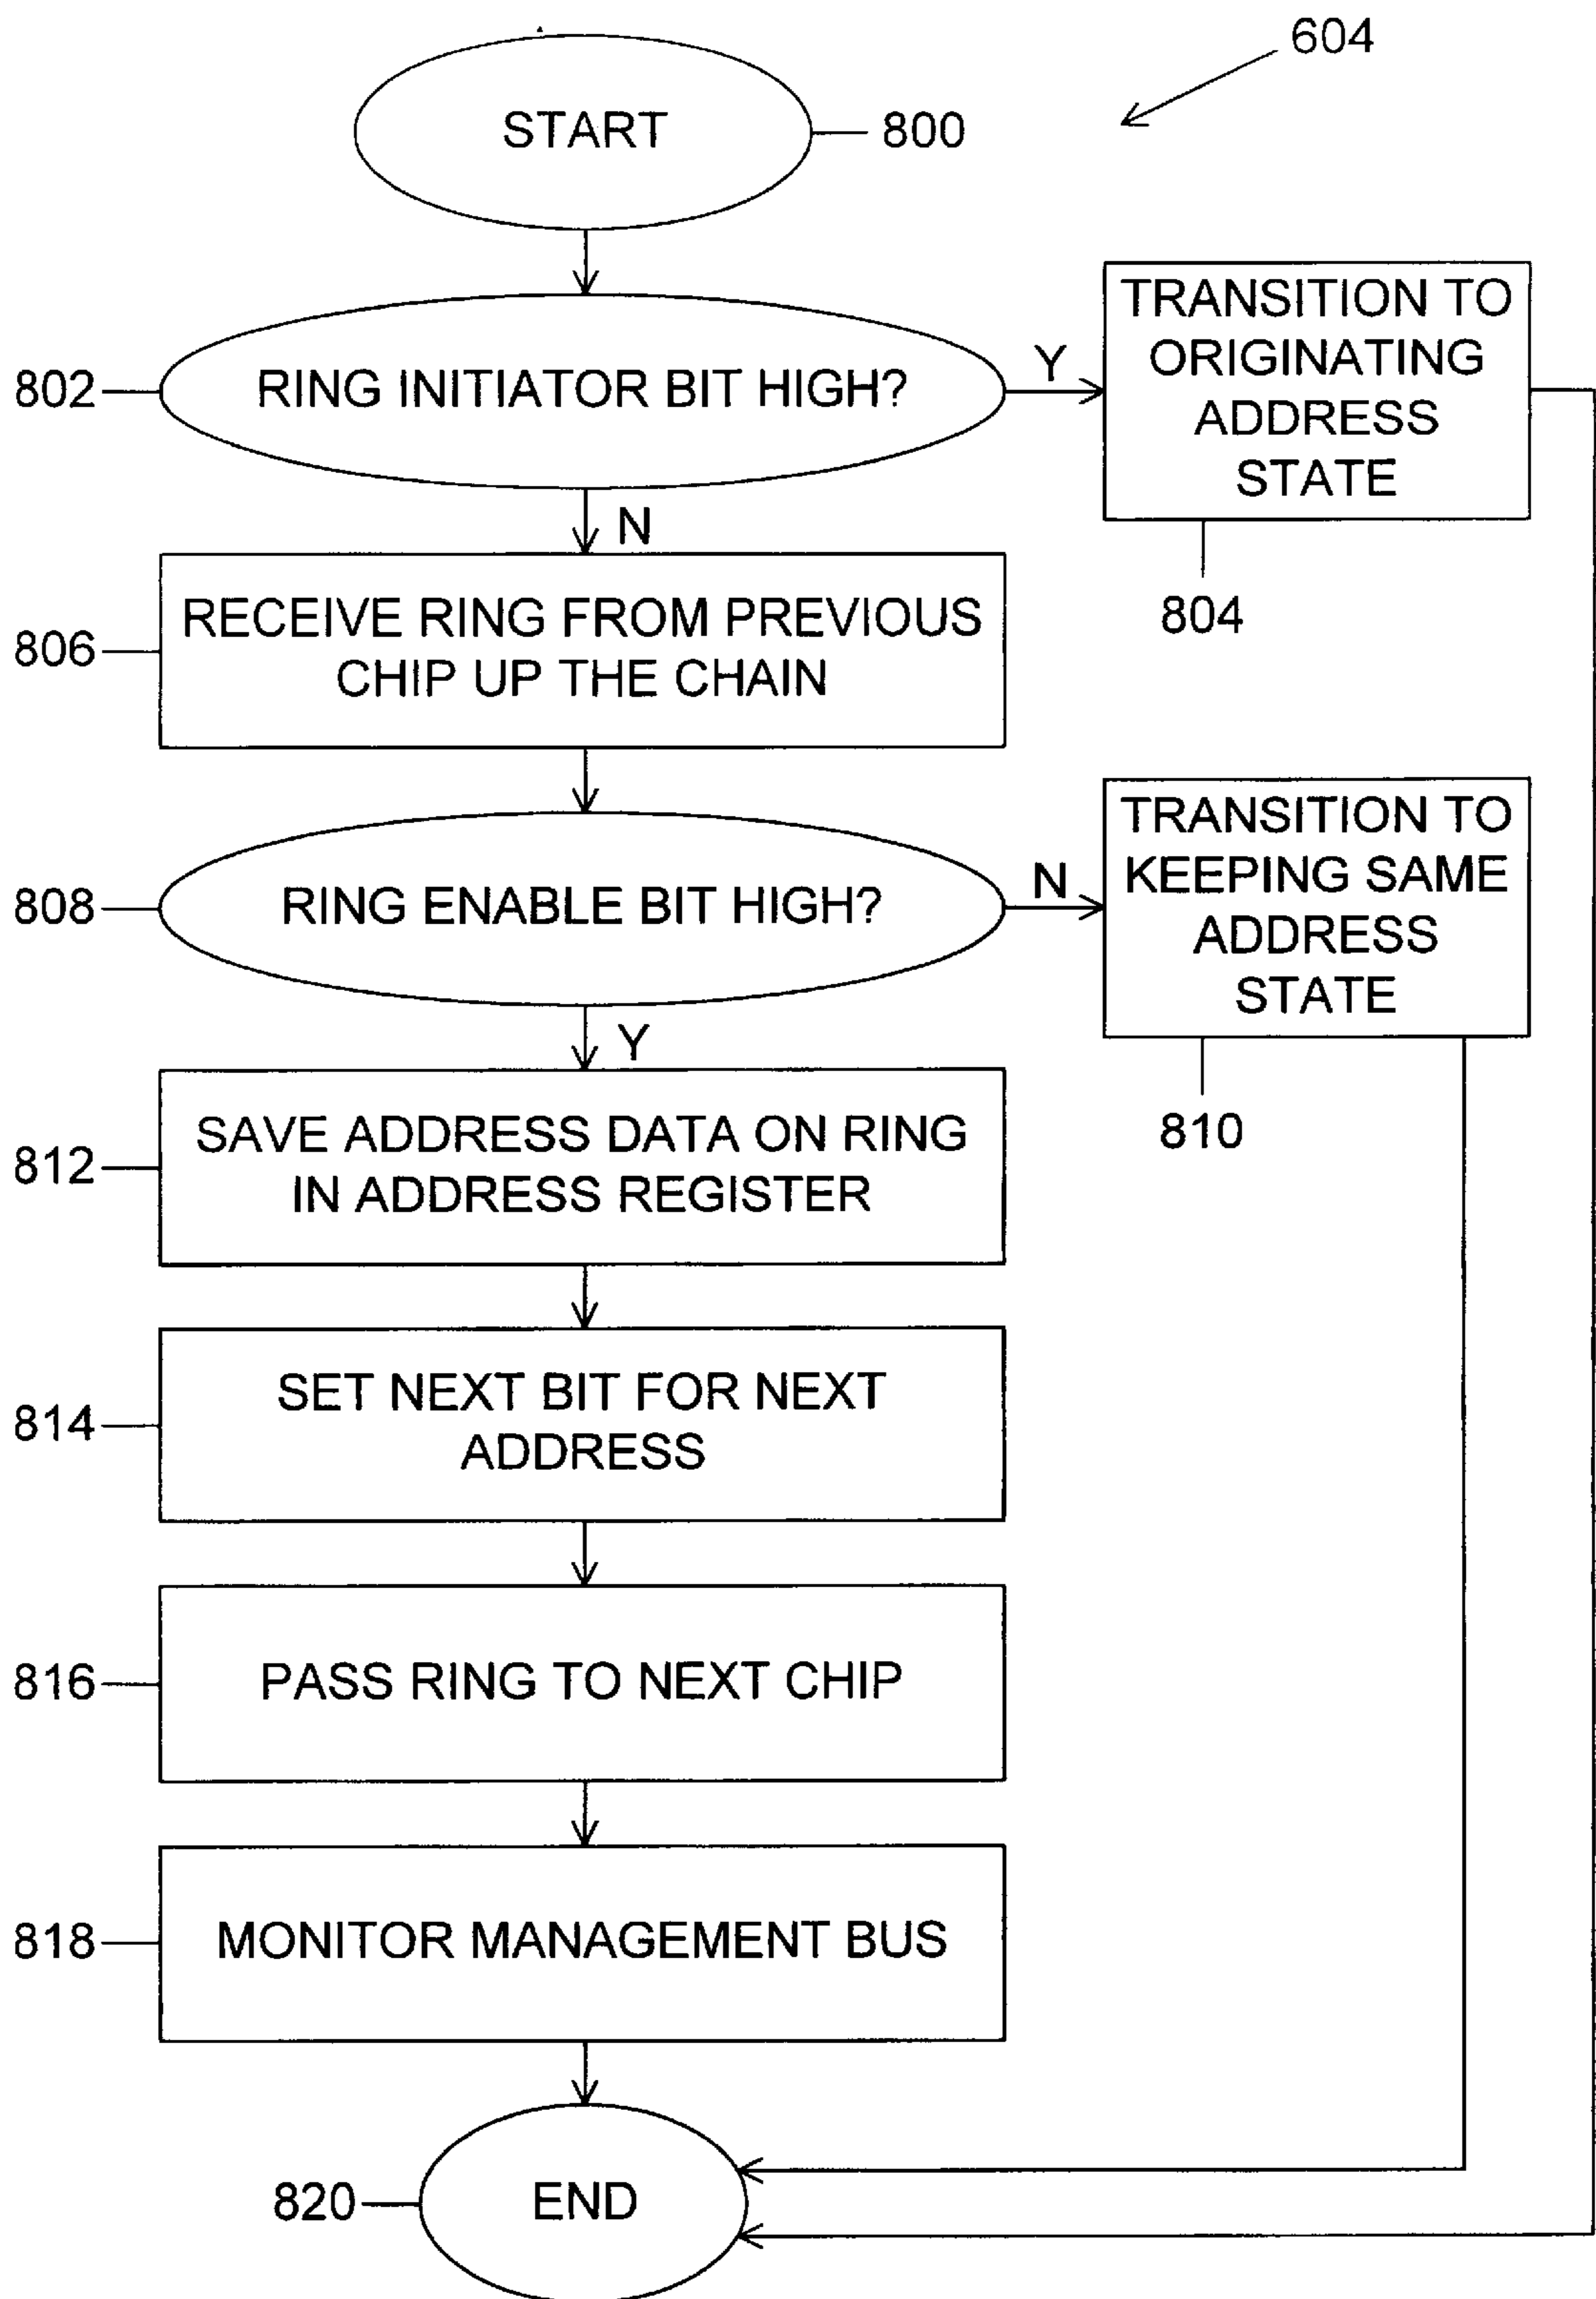 604
START
800
802
RING INITIATOR BIT HIGH?
Y
TRANSITION TO
ORIGINATING
ADDRESS
STATE
804
N
806
RECEIVE RING FROM PREVIOUS
CHIP UP THE CHAIN
808
RING ENABLE BIT HIGH?
N
TRANSITION TO
KEEPING SAME
ADDRESS
STATE
810
Y
812
SAVE ADDRESS DATA ON RING
IN ADDRESS REGISTER
814
SET NEXT BIT FOR NEXT
ADDRESS
816
PASS RING TO NEXT CHIP
818
MONITOR MANAGEMENT BUS
820
END